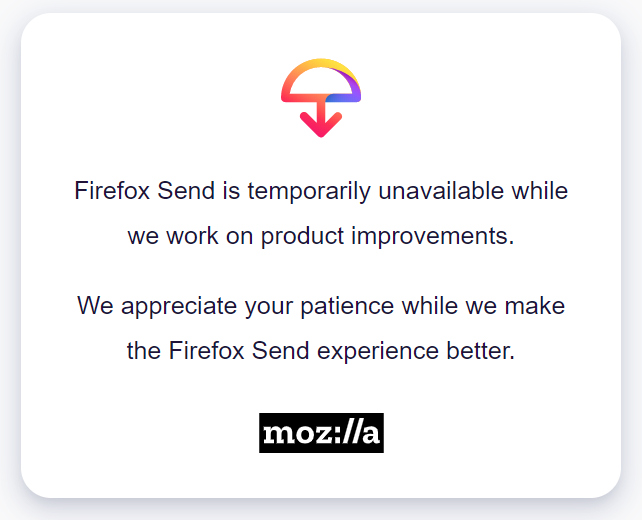 Firefox Send is temporarily unavailable while
we work on product improvements.
We appreciate your patience while we make
the Firefox Send experience better.
moz://a